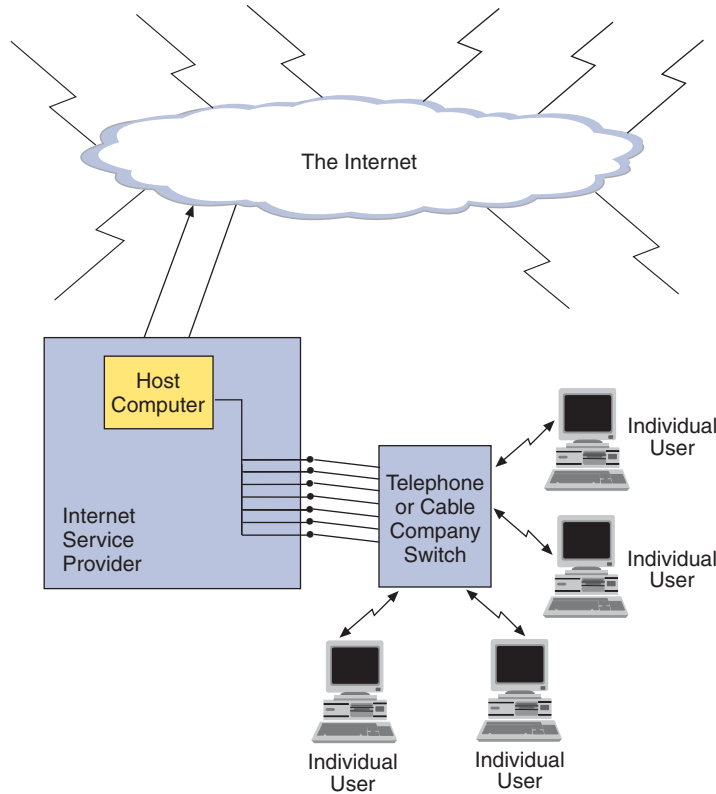 The Internet
Host
Computer
Internet
Service
Provider
Telephone
or Cable
Company
Switch
Individual
User
Individual
User
Individual
User
Individual
User